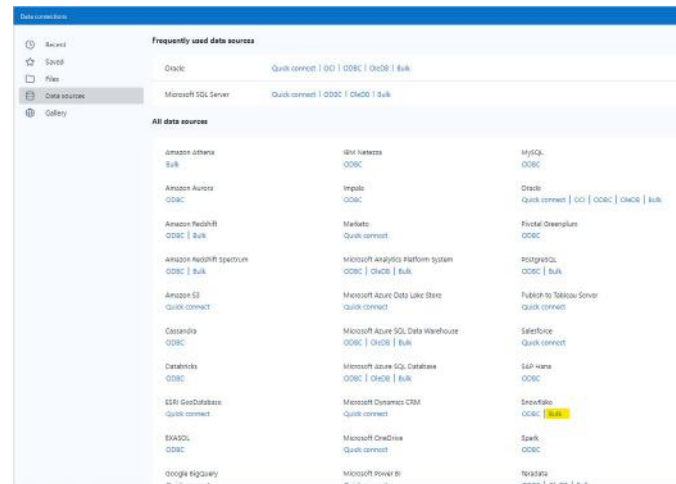 Data connections
Recent
Saved
Files
Data sources
Gallery
Frequently used data sources
Oracle
Quick connect | OCI | ODBC | OleDB | Bulk
Microsoft SQL Server
Quick connect | ODBC | OleDB | Bulk
All data sources
Amazon Athena
Bulk
Amazon Aurora
ODBC
Amazon Redshift
ODBC | Bulk
Amazon Redshift Spectrum
ODBC | Bulk
Amazon S3
Quick connect
Cassandra
ODBC
Databricks
ODBC
ESRI GeoDatabase
Quick connect
EXASOL
ODBC
Google BigQuery
IBM Netezza
ODBC
Impala
ODBC
Marketo
Quick connect
Microsoft Analytics Platform System
ODBC | OleDB | Bulk
Microsoft Azure Data Lake Store
Quick connect
Microsoft Azure SQL Data Warehouse
ODBC | OleDB | Bulk
Microsoft Azure SQL Database
ODBC | OleDB | Bulk
Microsoft Dynamics CRM
Quick connect
Microsoft OneDrive
Quick connect
Microsoft Power BI
MySQL
ODBC
Oracle
Quick connect | OCI | ODBC | OleDB | Bulk
Pivotal Greenplum
ODBC
PostgreSQL
ODBC | Bulk
Publish to Tableau Server
Quick connect
Salesforce
Quick connect
SAP Hana
ODBC
Snowflake
ODBC | Bulk
Spark
ODBC
Teradata